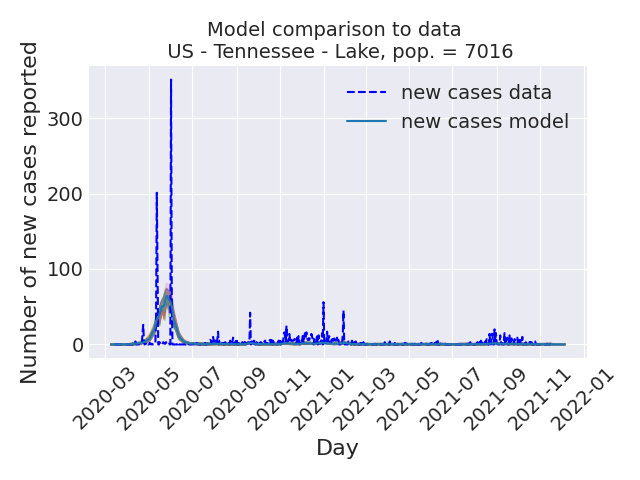 Model comparison to data
US - Tennessee - Lake, pop. = 7016
Number of new cases reported
300
200
100
0
new cases data
new cases model
2020-03
2020-05
2020-07
2020-09
2020-11
2021-01
2021-03
2021-05
2021-07
2021-09
2021-11
2022-01
Day